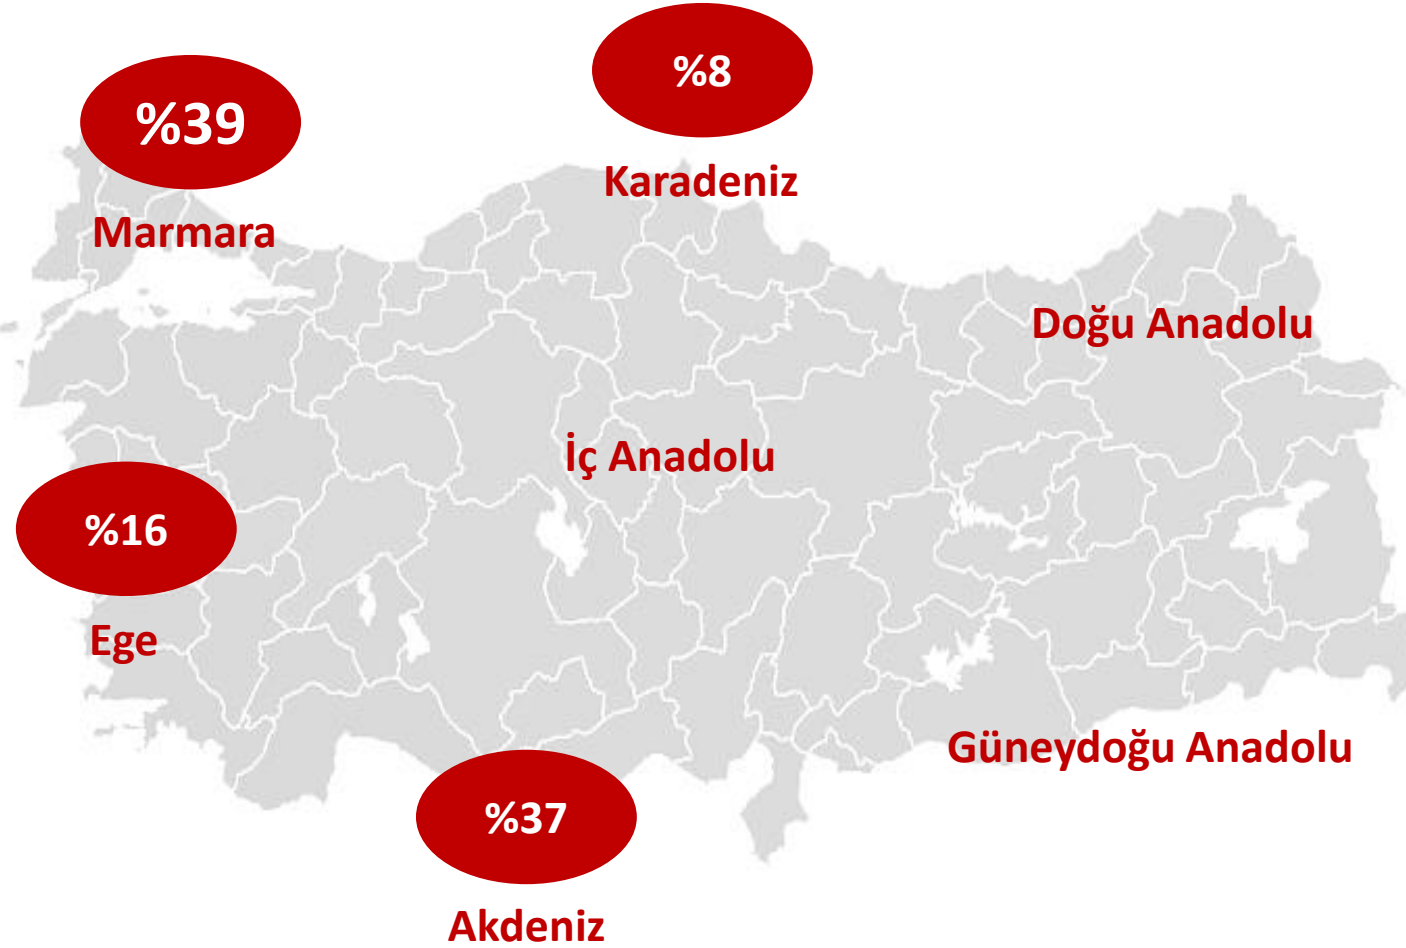 %8
%39
Karadeniz
Marmara
Doğu Anadolu
İç Anadolu
%16
Ege
Güneydoğu Anadolu
%37
Akdeniz